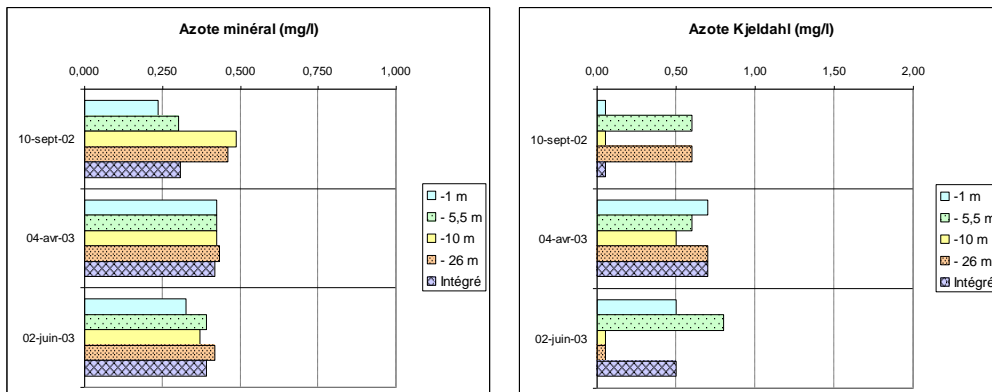 Azote minéral (mg/l)
0,000 0,250 0,500 0,750 1,000
10-sept-02
04-avr-03
02-juin-03
-1 m
- 5,5 m
-10 m
- 26 m
Intégré
Azote Kjeldahl (mg/l)
0,00 0,50 1,00 1,50 2,00
10-sept-02
04-avr-03
02-juin-03
-1 m
- 5,5 m
-10 m
- 26 m
Intégré